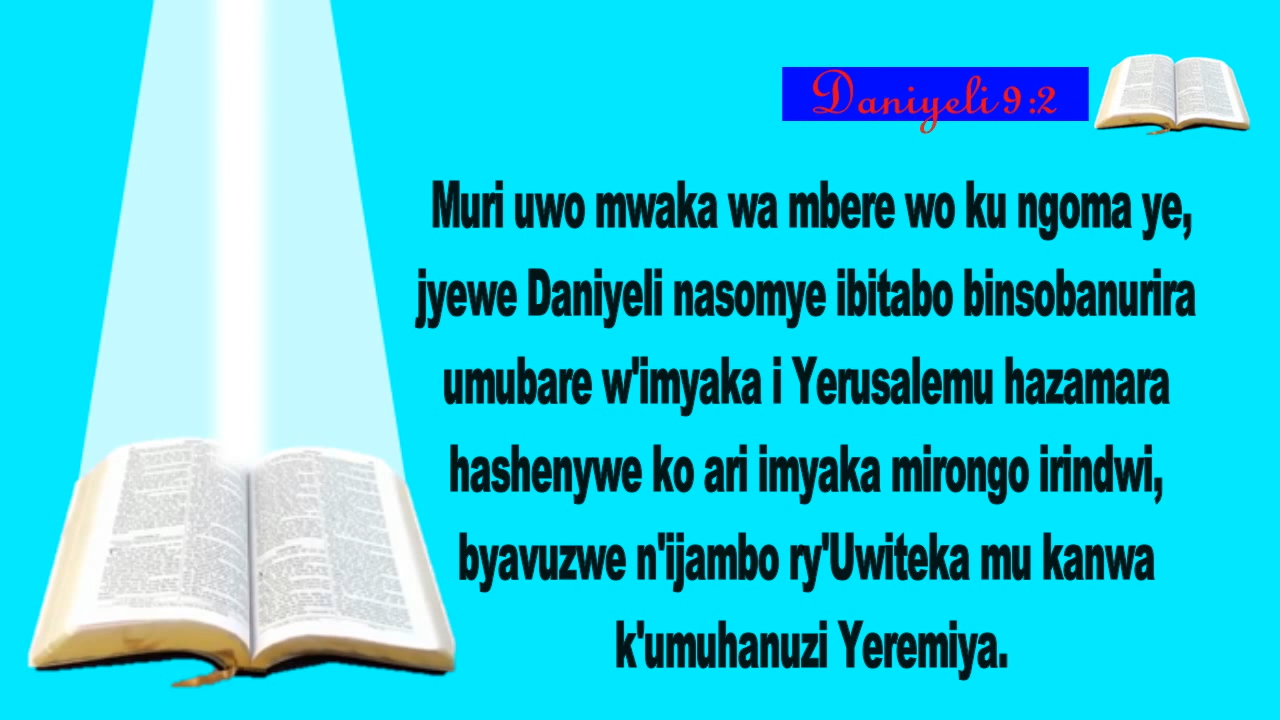 Daniyeli 9:2
Muri uwo mwaka wa mbere wo ku ngoma ye,
jyewe Daniyeli nasomye ibitabo binsobanurira
umubare w'imyaka i Yerusalemu hazamara
hashenywe ko ari imyaka mirongo irindwi,
byavuzwe n'ijambo ry'Uwiteka mu kanwa
k'umuhanuzi Yeremiya.